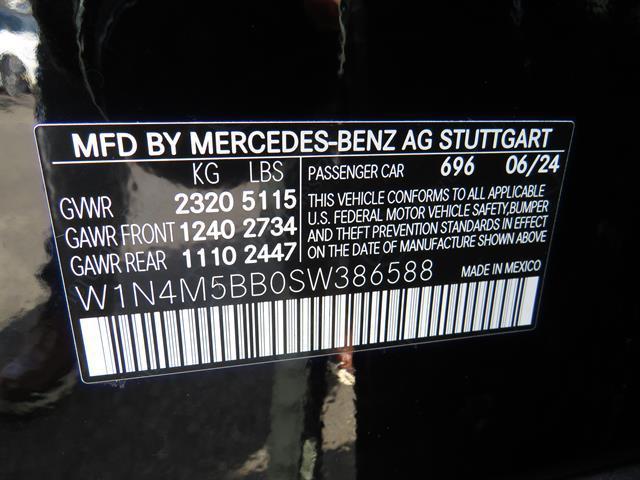 MFD BY MERCEDES-BENZ AG STUTTGART
KG LBS
GVWR 2320 5115
GAWR FRONT 1240 2734
GAWR REAR 1110 2447
PASSENGER CAR 696 06/24
THIS VEHICLE CONFORMS TO ALL APPLICABLE
U.S. FEDERAL MOTOR VEHICLE SAFETY,BUMPER
AND THEFT PREVENTION STANDARDS IN EFFECT
ON THE DATE OF MANUFACTURE SHOWN ABOVE
W1N4M5BB0SW386588 MADE IN MEXICO